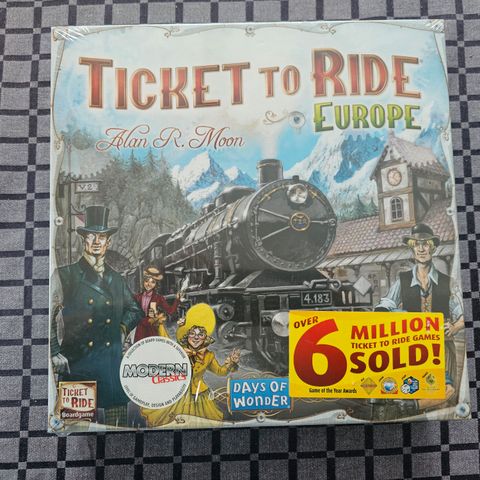 TICKET TO RIDE
EUROPE
Alan R. Moon
4.183
OVER
6 MILLION
TICKET TO RIDE GAMES
SOLD!
Game of the Year Awards
MODERN
Classics
DAYS OF
WONDER
TICKET TO
RIDE
Boardgame